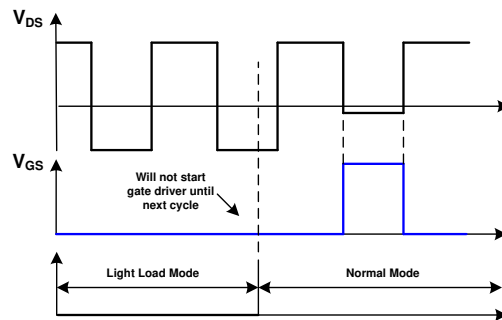 VDS
VGS
Will not start
gate driver until
next cycle
Light Load Mode
Normal Mode